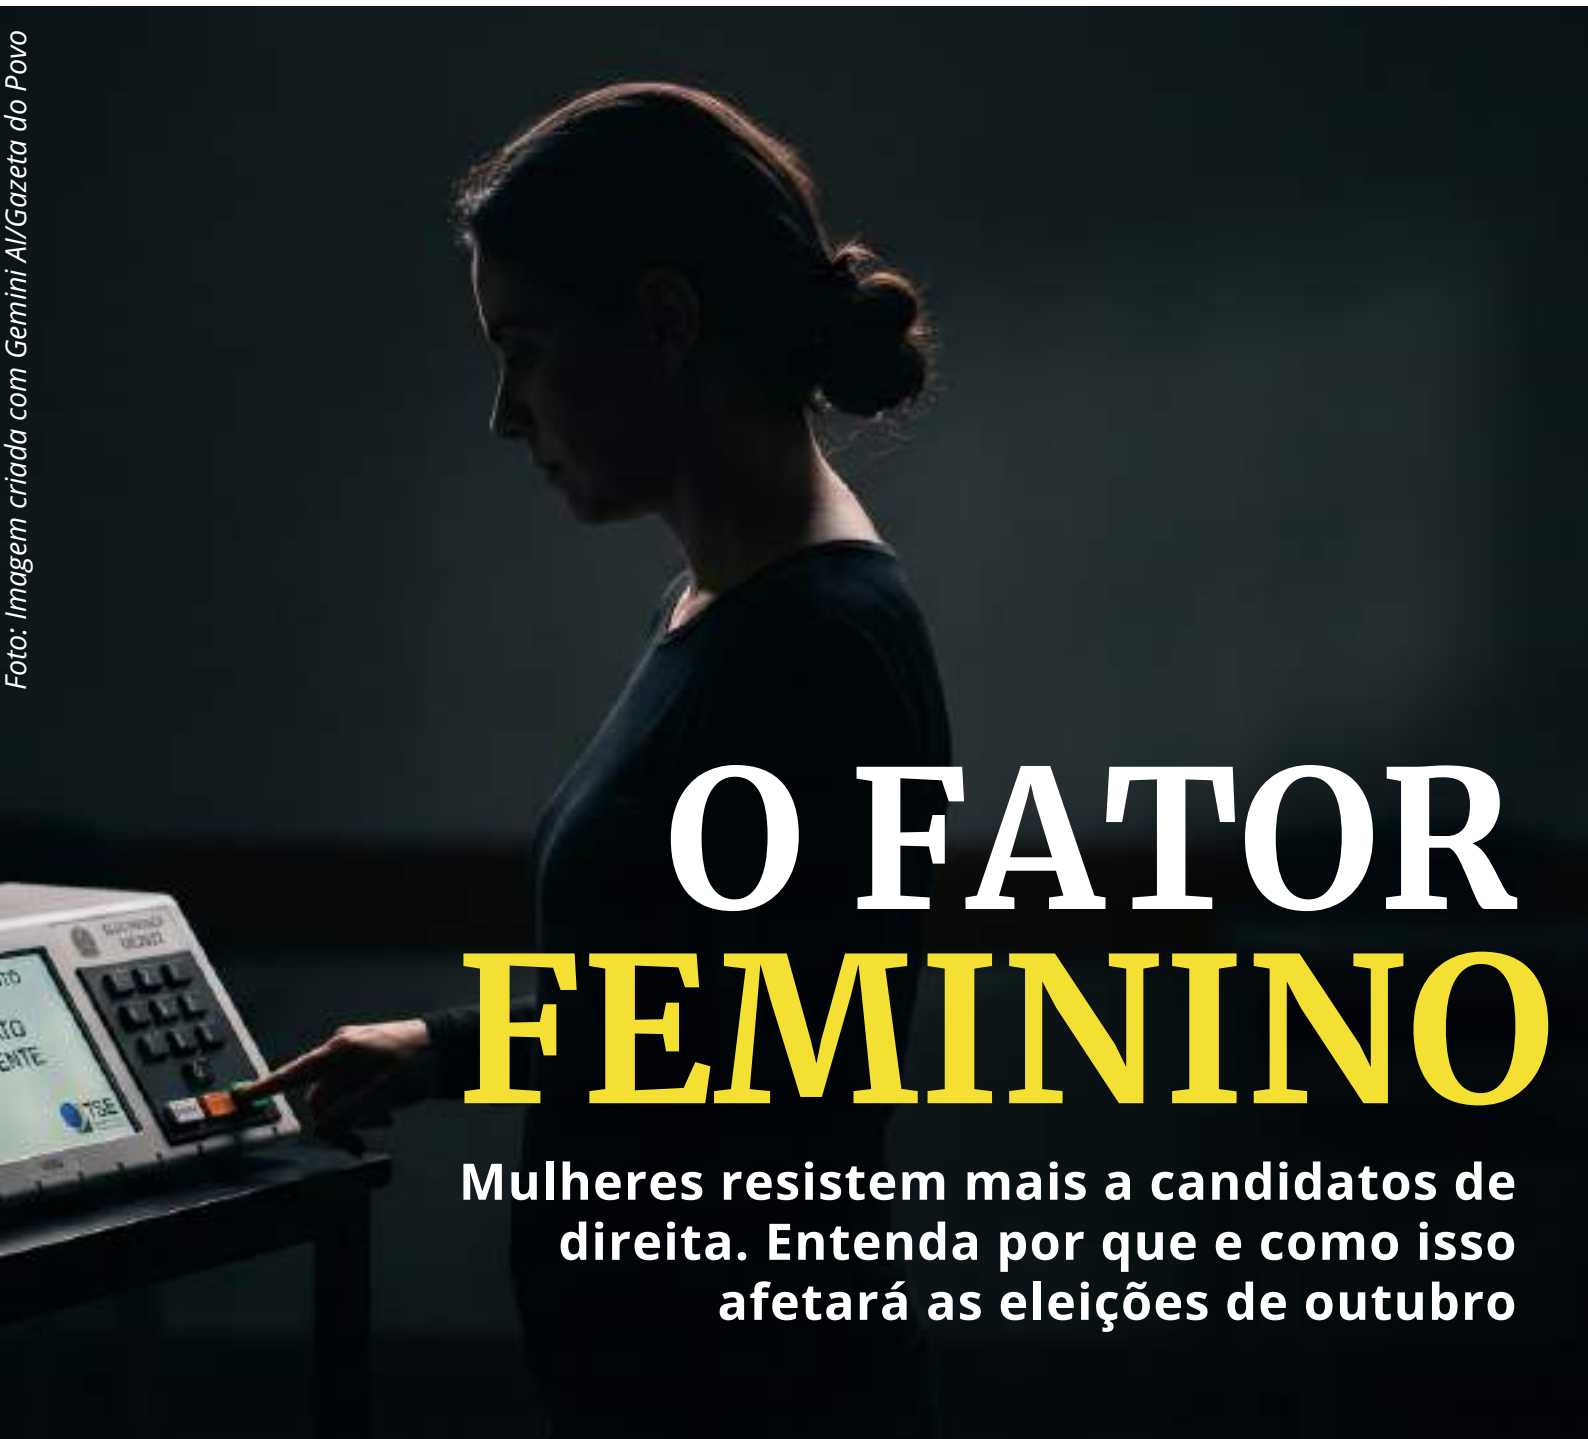 Foto: Imagem criada com Gemini AI/Gazeta do Povo
O FATOR
FEMININO
Mulheres resistem mais a candidatos de
direita. Entenda por que e como isso
afetará as eleições de outubro
TSE